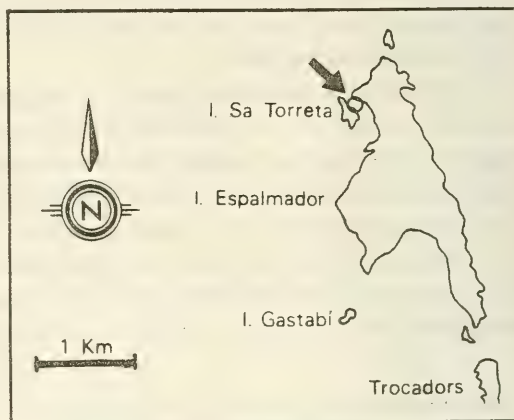 I. Sa Torreta
I. Espalmador
N
I. Gastabí
1 Km
Trocadors